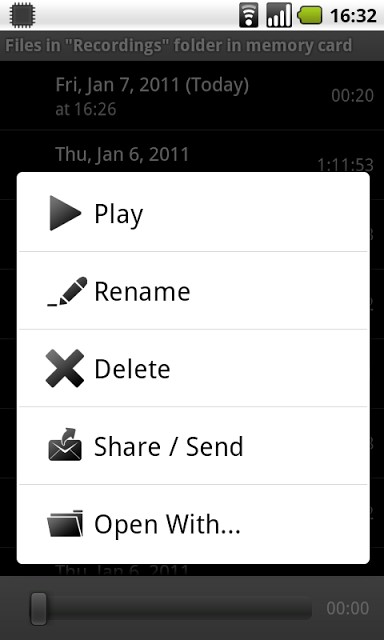 16:32
Files in "Recordings" folder in memory card
Fri, Jan 7, 2011 (Today)
00:20
at 16:26
Thu, Jan 6, 2011
1:11:53
Play
Rename
Delete
Share / Send
Open With...
Thu, Jan 6, 2011
00:00